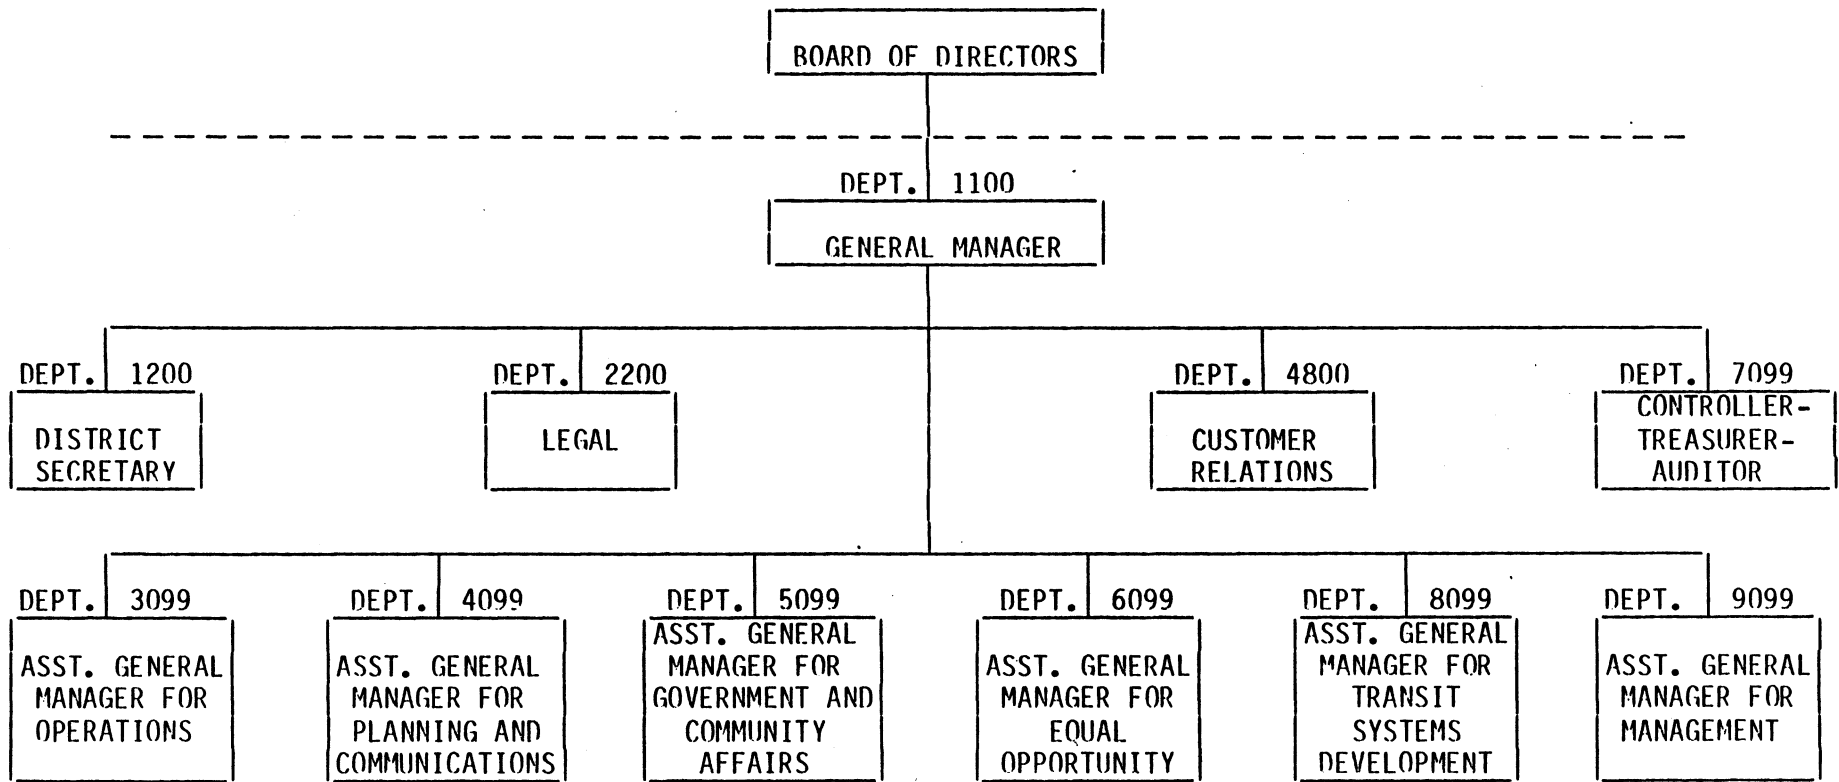 BOARD OF DIRECTORS
DEPT. 1100
GENERAL MANAGER
DEPT. 1200
DISTRICT
SECRETARY
DEPT. 2200
LEGAL
DEPT. 4800
CUSTOMER
RELATIONS
DEPT. 7099
CONTROLLER-
TREASURER-
AUDITOR
DEPT. 3099
ASST. GENERAL
MANAGER FOR
OPERATIONS
DEPT. 4099
ASST. GENERAL
MANAGER FOR
PLANNING AND
COMMUNICATIONS
DEPT. 5099
ASST. GENERAL
MANAGER FOR
GOVERNMENT AND
COMMUNITY
AFFAIRS
DEPT. 6099
ASST. GENERAL
MANAGER FOR
EQUAL
OPPORTUNITY
DEPT. 8099
ASST. GENERAL
MANAGER FOR
TRANSIT
SYSTEMS
DEVELOPMENT
DEPT. 9099
ASST. GENERAL
MANAGER FOR
MANAGEMENT